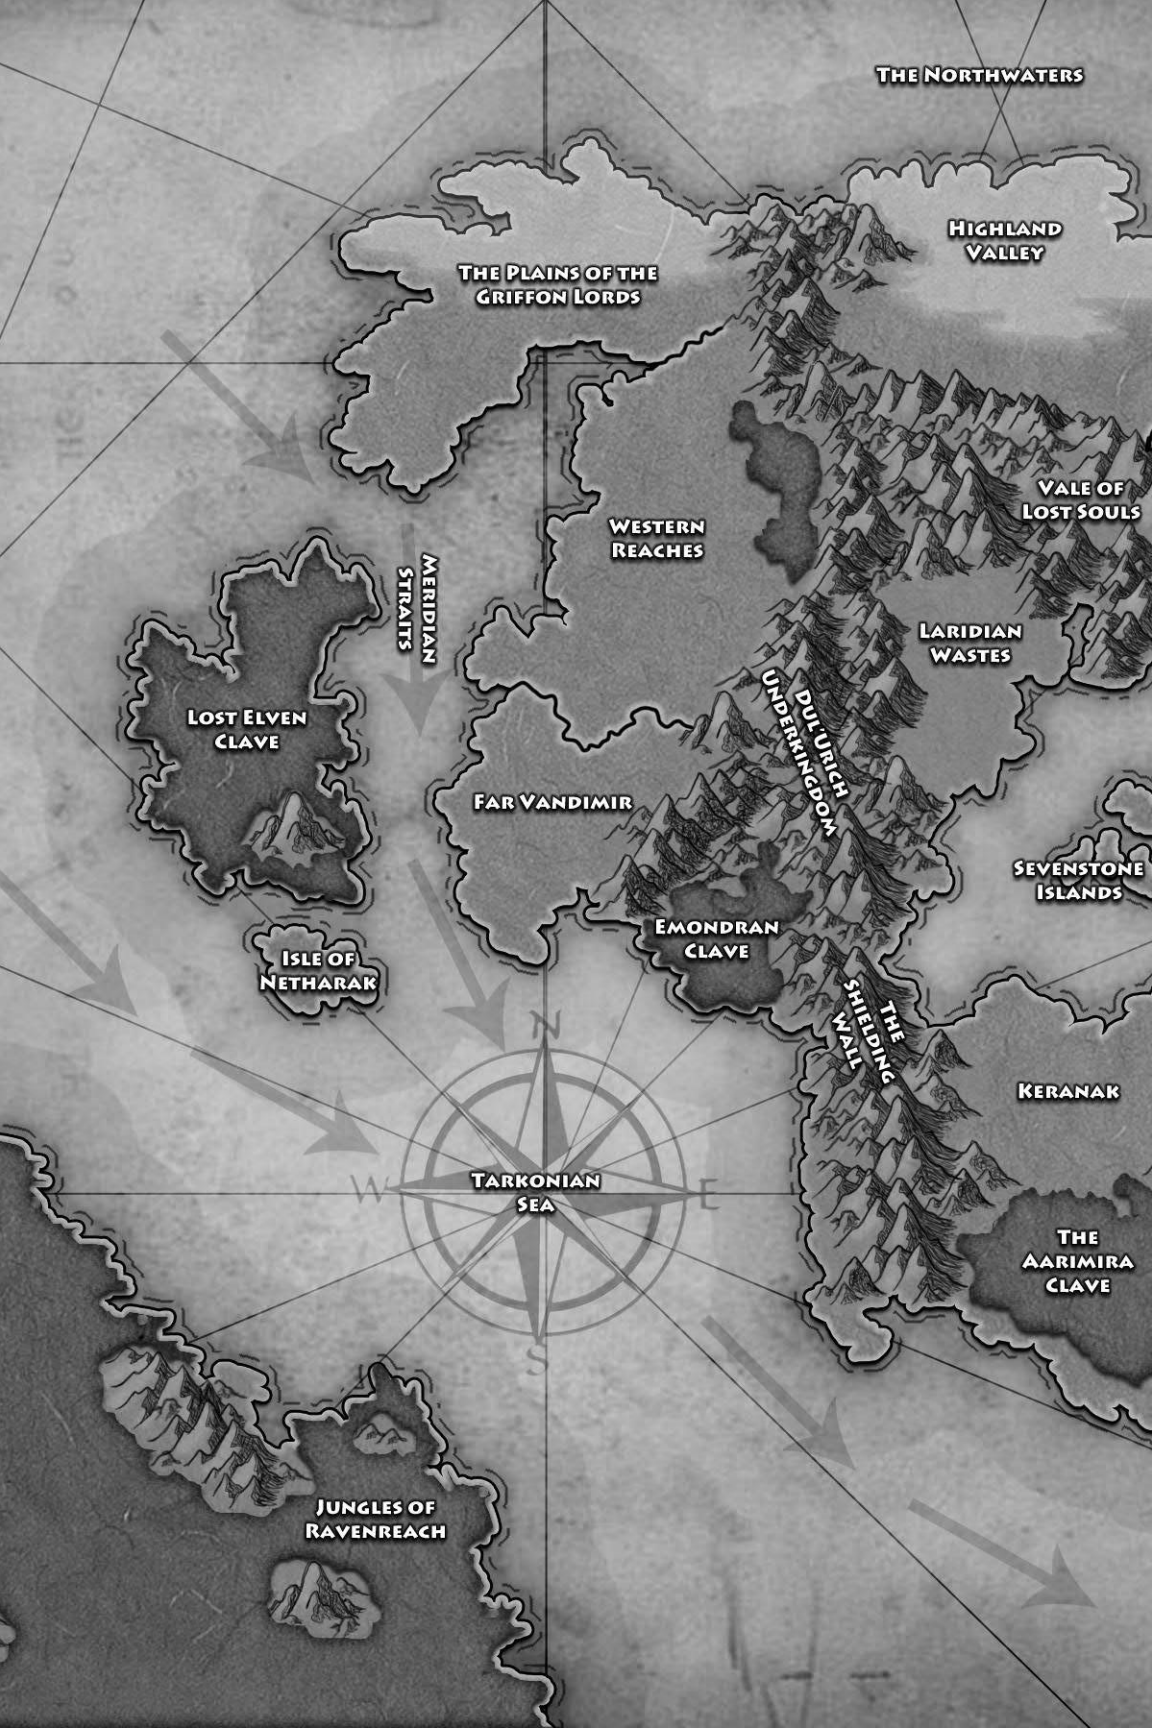 THE NORTHWATERS
HIGHLAND
VALLEY
THE PLAINS OF THE
GRIFFON LORDS
VALE OF
LOST SOULS
WESTERN
REACHES
MERIDIAN
STRAITS
LARIDIAN
WASTES
LOST ELVEN
CLAVE
DUL'URICH
UNDERKINGDOM
FAR VANDIMIR
SEVENSTONE
ISLANDS
EMONDRAN
CLAVE
ISLE OF
NETHARAK
THE
SHIELDING
WALL
KERANAK
N
W
E
S
TARKONIAN
SEA
THE
AARIMIRA
CLAVE
JUNGLES OF
RAVENREACH